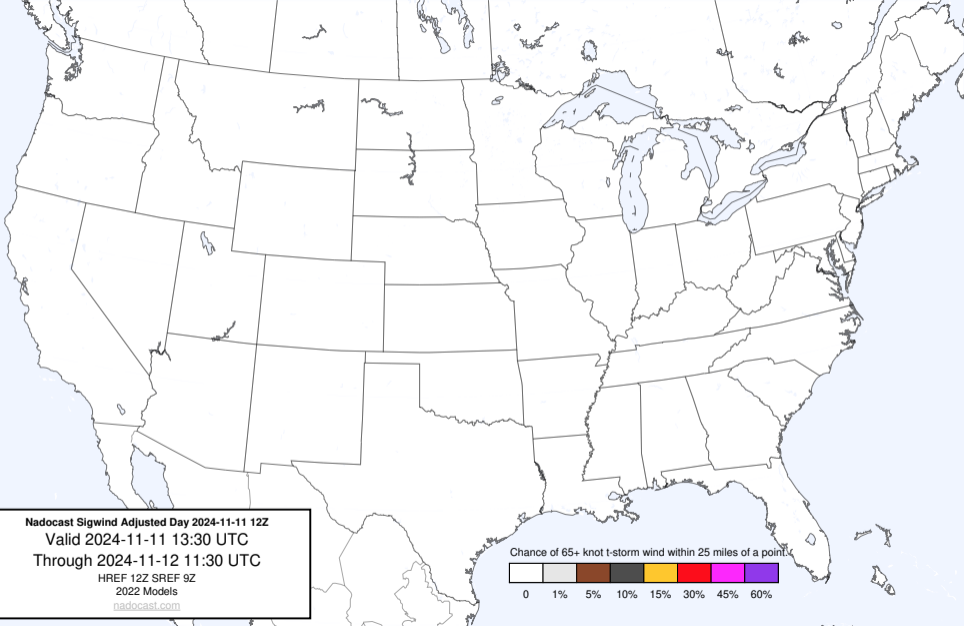 Nadocast Sigwind Adjusted Day 2024-11-11 12Z
Valid 2024-11-11 13:30 UTC
Through 2024-11-12 11:30 UTC
HREF 12Z SREF 9Z
2022 Models
nadocast.com
Chance of 65+ knot t-storm wind within 25 miles of a point.
0 1% 5% 10% 15% 30% 45% 60%